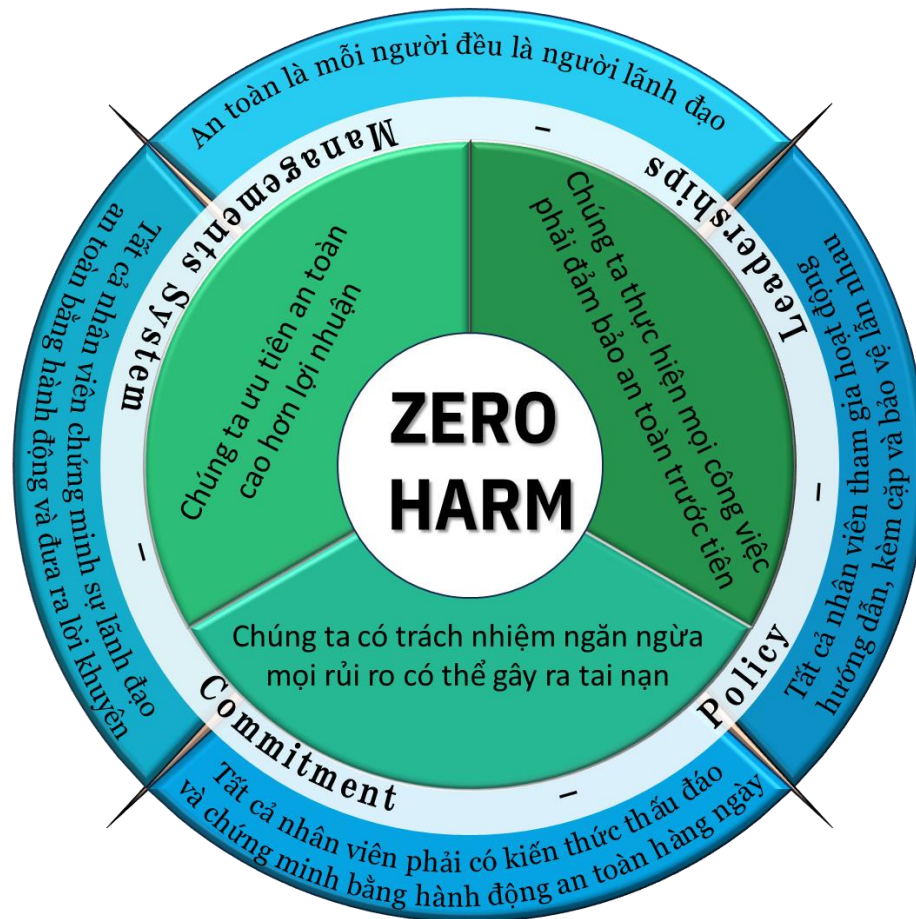 An toàn là mỗi người đều là người lãnh đạo
Tất cả nhân viên tham gia hoạt động
hướng dẫn, kèm cặp và bảo vệ lẫn nhau
Tất cả nhân viên phải có kiến thức thấu đáo
và chứng minh bằng hành động an toàn hàng ngày
Tất cả nhân viên chứng minh sự lãnh đạo
an toàn bằng hành động và đưa ra lời khuyên
Managements System
–
Leaderships
–
Policy
–
Commitment
–
Chúng ta ưu tiên an toàn
cao hơn lợi nhuận
Chúng ta thực hiện mọi công việc
phải đảm bảo an toàn trước tiên
Chúng ta có trách nhiệm ngăn ngừa
mọi rủi ro có thể gây ra tai nạn
ZERO
HARM